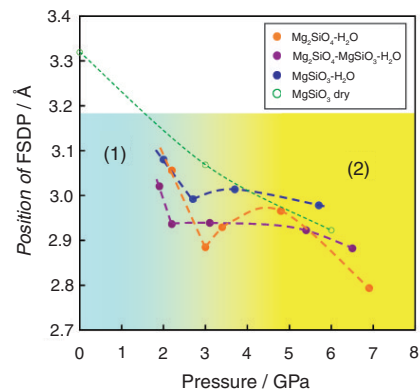 Mg₂SiO₄-H₂O
Mg₂SiO₄-MgSiO₃-H₂O
MgSiO₃-H₂O
MgSiO₃ dry
3.4
3.3
3.2
3.1
3.0
2.9
2.8
2.7
Position of FSDP / Å
(1)
(2)
0 1 2 3 4 5 6 7 8
Pressure / GPa